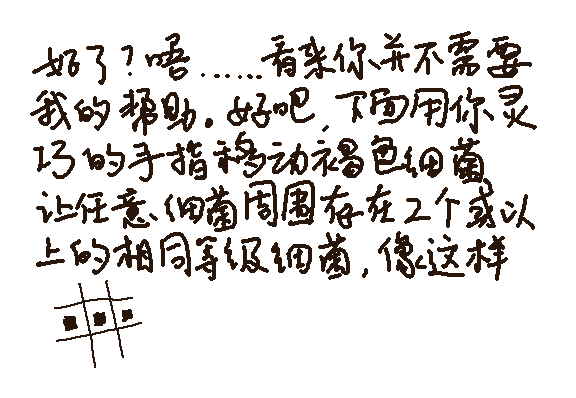 好了？唔……看来你并不需要
我的帮助。好吧，下面用你灵
巧的手指移动褐色细菌
让任意细菌周围存在2个或以
上的相同等级细菌，像这样